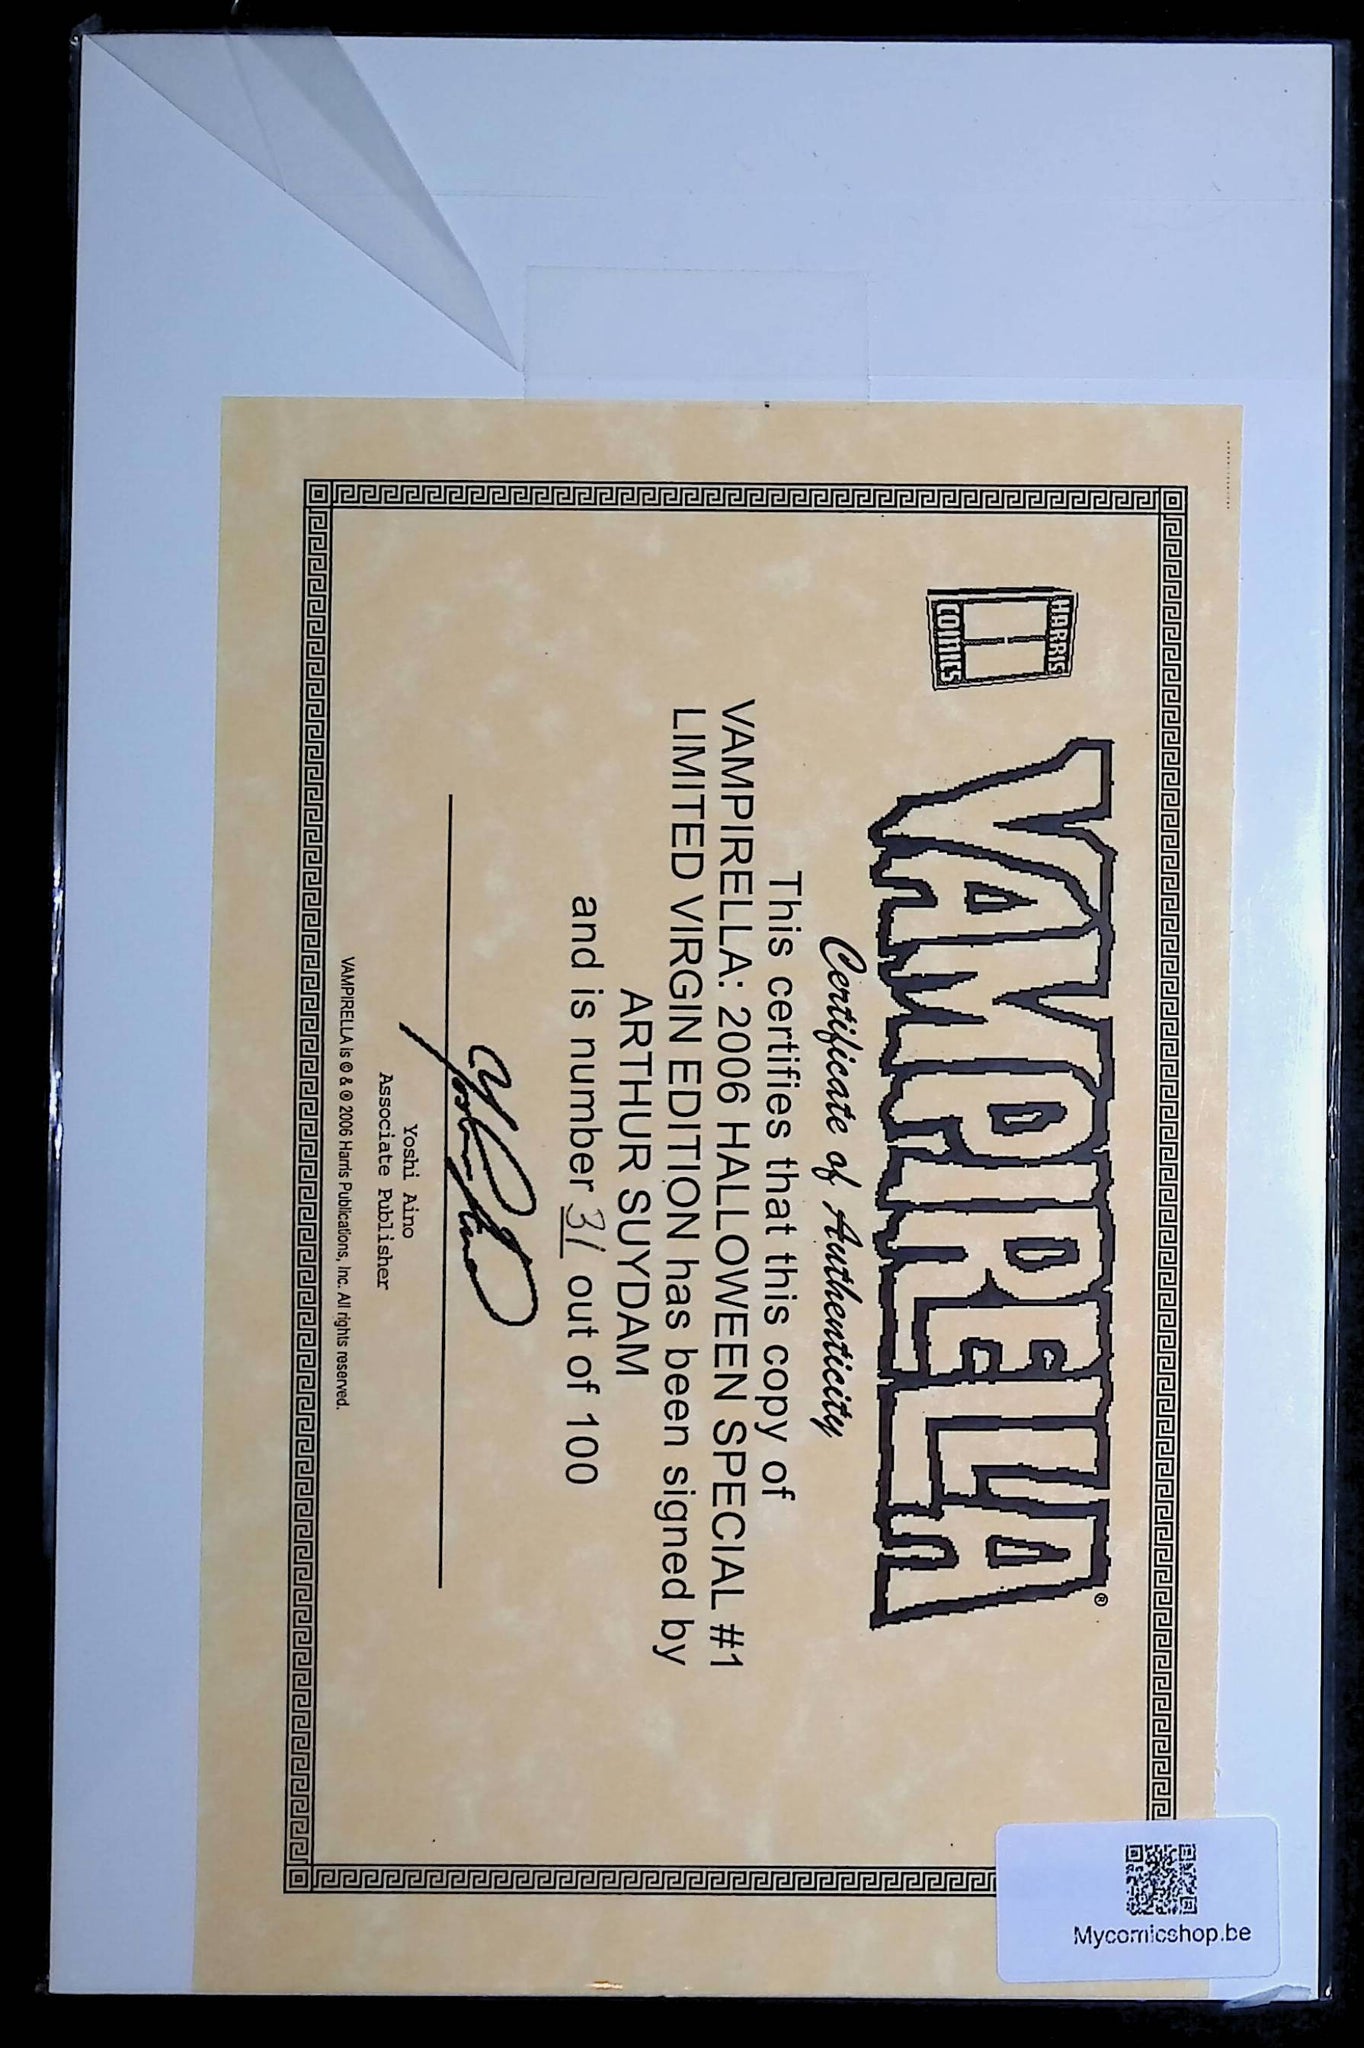 HARRIS
COMICS
VAMPIRELLA®
Certificate of Authenticity
This certifies that this copy of
VAMPIRELLA: 2006 HALLOWEEN SPECIAL #1
LIMITED VIRGIN EDITION has been signed by
ARTHUR SUYDAM
and is number 31 out of 100
Yoshi Aino
Associate Publisher
VAMPIRELLA is © & ® 2006 Harris Publications, Inc. All rights reserved.
Mycomicshop.be